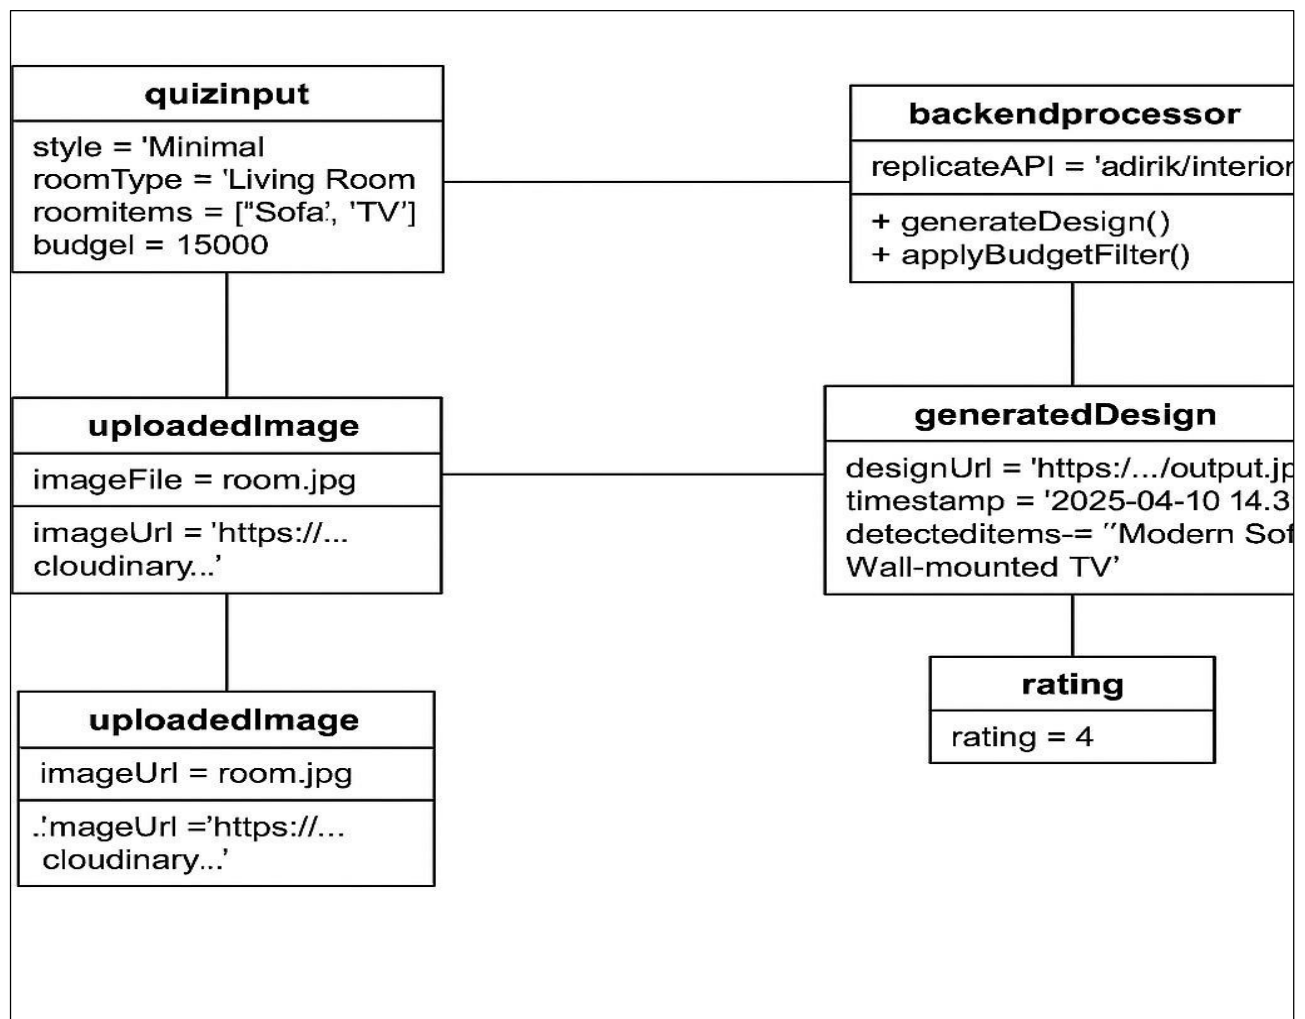 quizinput
style = 'Minimal
roomType = 'Living Room
roomitems = ["Sofa', 'TV']
budgel = 15000
backendprocessor
replicateAPI = 'adirik/interior
+ generateDesign()
+ applyBudgetFilter()
uploadedImage
imageFile = room.jpg
imageUrl = 'https://...
cloudinary...'
generatedDesign
designUrl = 'https:/.../output.jp
timestamp = '2025-04-10 14.3
detecteditems-= "Modern Sof
Wall-mounted TV'
uploadedImage
imageUrl = room.jpg
.'mageUrl ='https://...
cloudinary...'
rating
rating = 4